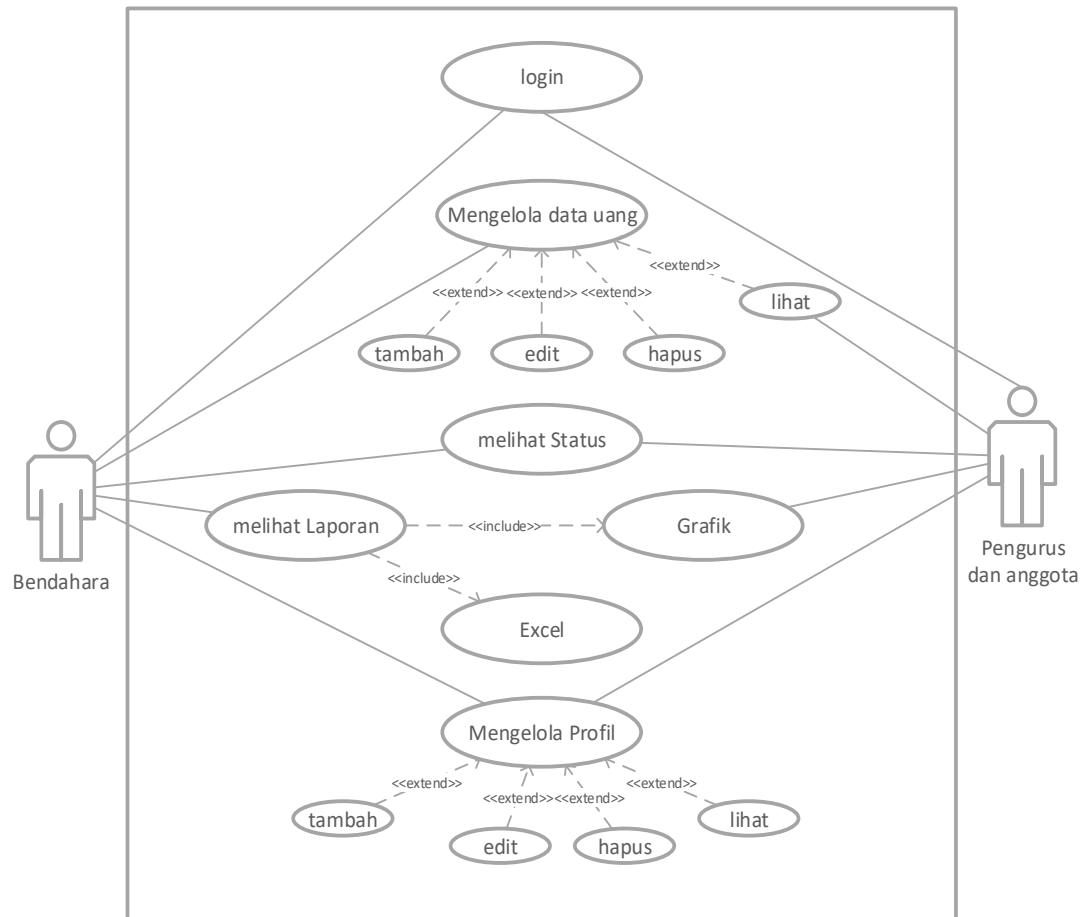 login
Mengelola data uang
<<extend>>
<<extend>>
<<extend>>
<<extend>>
lihat
tambah
edit
hapus
melihat Status
melihat Laporan
<<include>>
Grafik
Bendahara
Pengurus
dan anggota
<<include>>
Excel
Mengelola Profil
<<extend>>
<<extend>>
<<extend>>
<<extend>>
tambah
edit
hapus
lihat